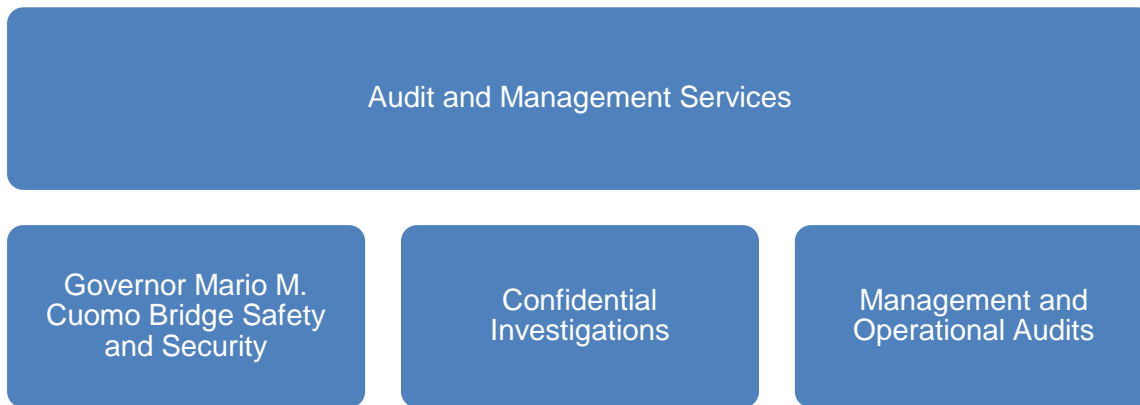 Audit and Management Services
Governor Mario M.
Cuomo Bridge Safety
and Security
Confidential
Investigations
Management and
Operational Audits